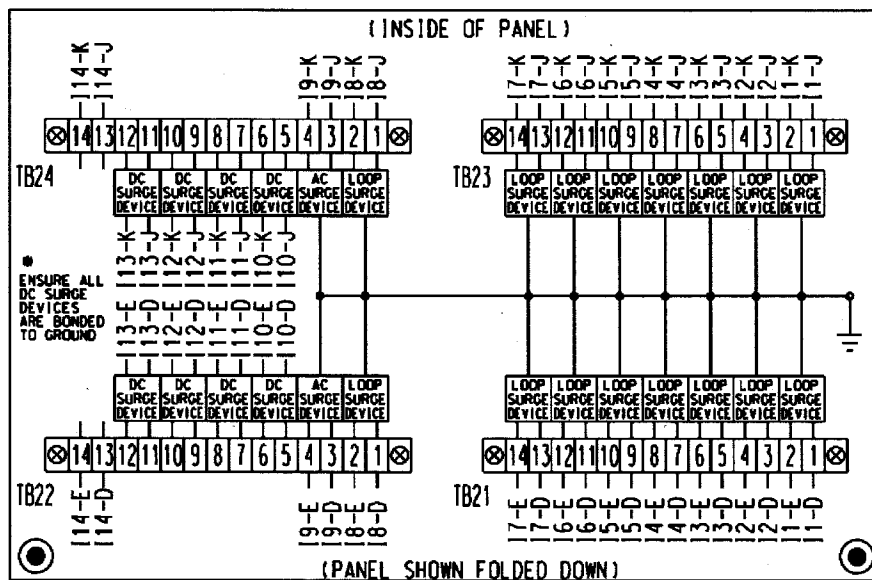 (INSIDE OF PANEL)
I14-K I14-J I9-K I9-J I8-K I8-J I7-K I7-J I6-K I6-J I5-K I5-J I4-K I4-J I3-K I3-J I2-K I2-J I1-K I1-J
14 13 12 11 10 9 8 7 6 5 4 3 2 1 14 13 12 11 10 9 8 7 6 5 4 3 2 1
TB24 TB23
DC DC DC DC AC LOOP LOOP LOOP LOOP LOOP LOOP LOOP LOOP
SURGE SURGE SURGE SURGE SURGE SURGE SURGE SURGE SURGE SURGE SURGE SURGE SURGE
DEVICE DEVICE DEVICE DEVICE DEVICE DEVICE DEVICE DEVICE DEVICE DEVICE DEVICE DEVICE DEVICE
I13-K I13-J I12-K I12-J I11-K I11-J I10-K I10-J
*
ENSURE ALL
DC SURGE
DEVICES
ARE BONDED
TO GROUND
I13-E I13-D I12-E I12-D I11-E I11-D I10-E I10-D
DC DC DC DC AC LOOP LOOP LOOP LOOP LOOP LOOP LOOP LOOP
SURGE SURGE SURGE SURGE SURGE SURGE SURGE SURGE SURGE SURGE SURGE SURGE SURGE
DEVICE DEVICE DEVICE DEVICE DEVICE DEVICE DEVICE DEVICE DEVICE DEVICE DEVICE DEVICE DEVICE
14 13 12 11 10 9 8 7 6 5 4 3 2 1 14 13 12 11 10 9 8 7 6 5 4 3 2 1
TB22 TB21
I14-E I14-D I9-E I9-D I8-E I8-D I7-E I7-D I6-E I6-D I5-E I5-D I4-E I4-D I3-E I3-D I2-E I2-D I1-E I1-D
(PANEL SHOWN FOLDED DOWN)